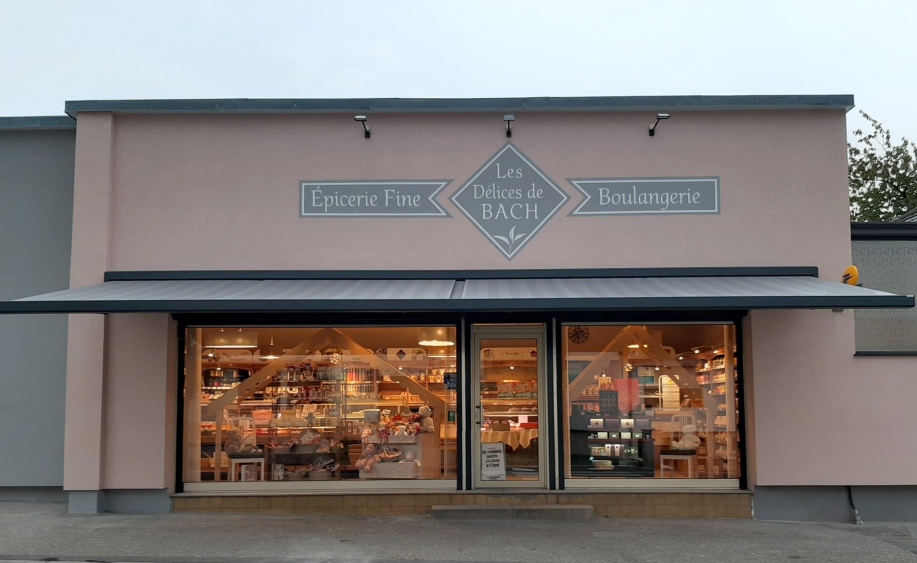 Épicerie Fine
Les
Délices de
BACH
Boulangerie